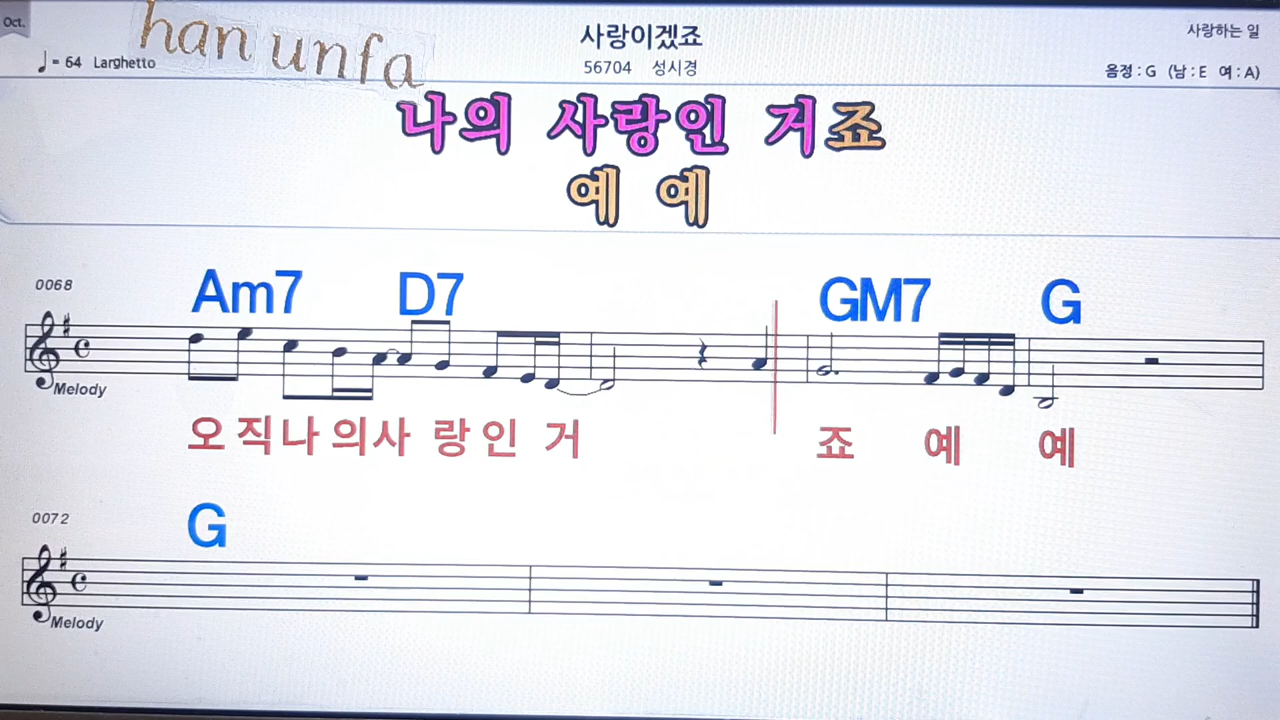 Oct.
han unfa
♩= 64 Larghetto
사랑이겠죠
56704 성시경
사랑하는 일
음정 : G (남 : E 여 : A)
나의 사랑인 거죠
예 예
0068
Am7 D7 GM7 G
Melody
오 직 나 의 사 랑 인 거 죠 예 예
0072
G
Melody